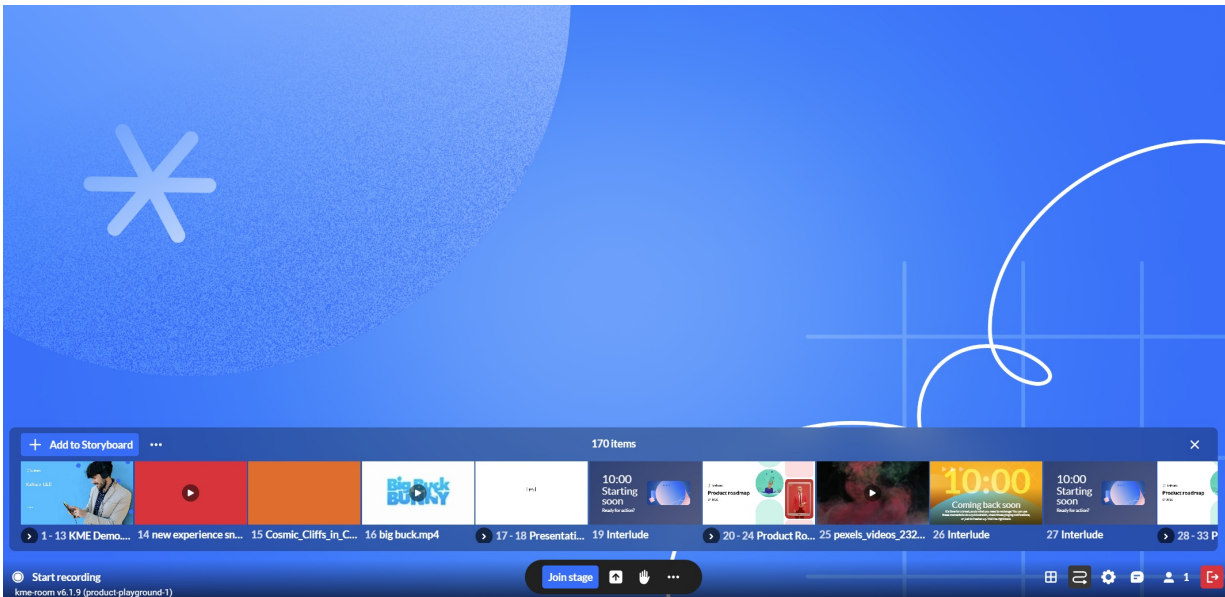 Add to Storyboard
170 items
10:00
Starting
soon
Ready for action?
Product roadmap
10:00
Coming back soon
10:00
Starting
soon
Ready for action?
Product roadmap
Big Buck
BUNNY
1 - 13 KME Demo....
14 new experience sn...
15 Cosmic_Cliffs_in_C...
16 big buck.mp4
17 - 18 Presentati...
19 Interlude
20 - 24 Product Ro...
25 pexels_videos_232...
26 Interlude
27 Interlude
28 - 33 P
Start recording
Join stage
1
kme-room v6.1.9 (product-playground-1)